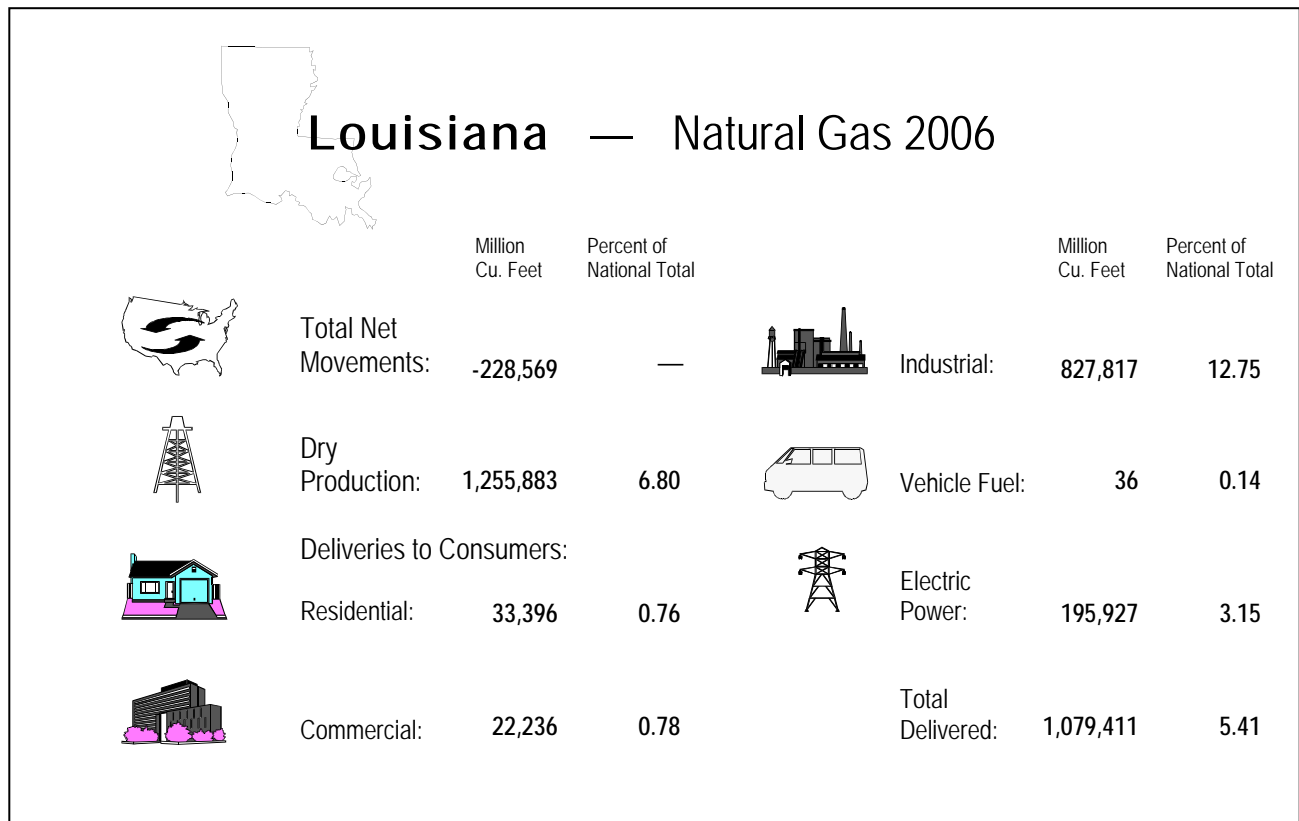 Louisiana — Natural Gas 2006
Million Percent of
Cu. Feet National Total
Total Net
Movements: -228,569 —
Dry
Production: 1,255,883 6.80
Deliveries to Consumers:
Residential: 33,396 0.76
Commercial: 22,236 0.78
Million Percent of
Cu. Feet National Total
Industrial: 827,817 12.75
Vehicle Fuel: 36 0.14
Electric
Power: 195,927 3.15
Total
Delivered: 1,079,411 5.41